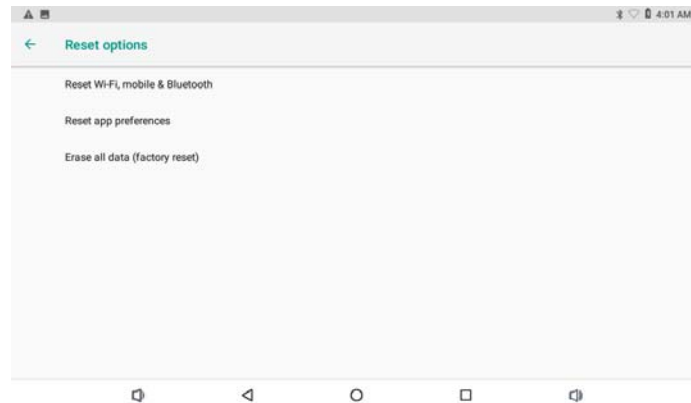 4:01 AM
Reset options
Reset Wi-Fi, mobile & Bluetooth
Reset app preferences
Erase all data (factory reset)